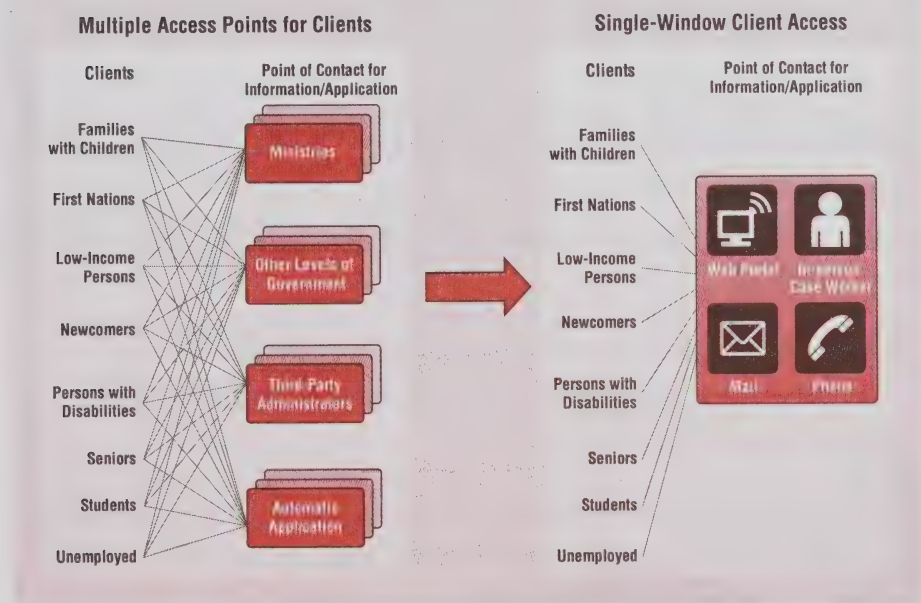 Multiple Access Points for Clients
Clients
Point of Contact for
Information/Application
Families
with Children
First Nations
Low-Income
Persons
Newcomers
Persons with
Disabilities
Seniors
Students
Unemployed
Ministries
Other Levels of
Government
Third-Party
Administrators
Automatic
Application
Single-Window Client Access
Clients
Point of Contact for
Information/Application
Families
with Children
First Nations
Low-Income
Persons
Newcomers
Persons with
Disabilities
Seniors
Students
Unemployed
Web Portal
In-person
Case Worker
Mail
Phone